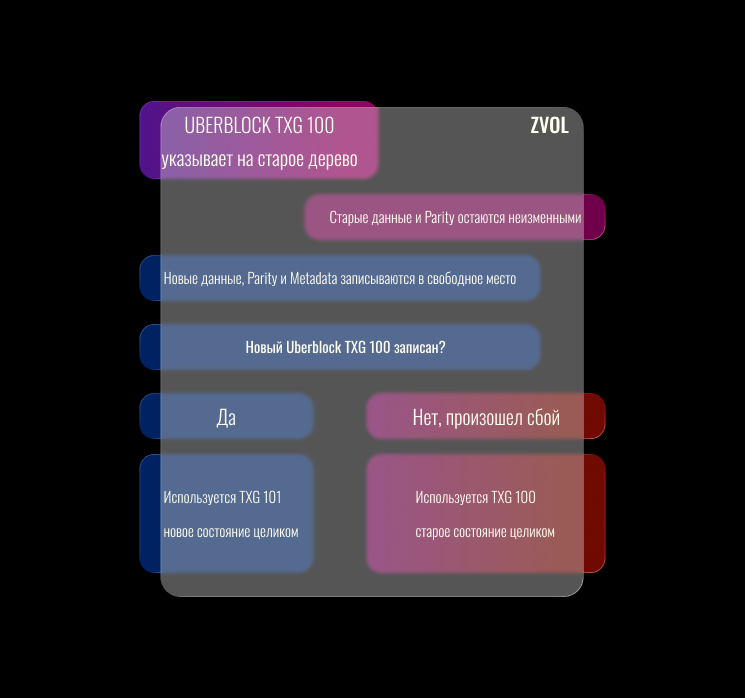 UBERBLOCK TXG 100
указывает на старое дерево
ZVOL
Старые данные и Parity остаются неизменными
Новые данные, Parity и Metadata записываются в свободное место
Новый Uberblock TXG 100 записан?
Да
Нет, произошел сбой
Используется TXG 101
новое состояние целиком
Используется TXG 100
старое состояние целиком